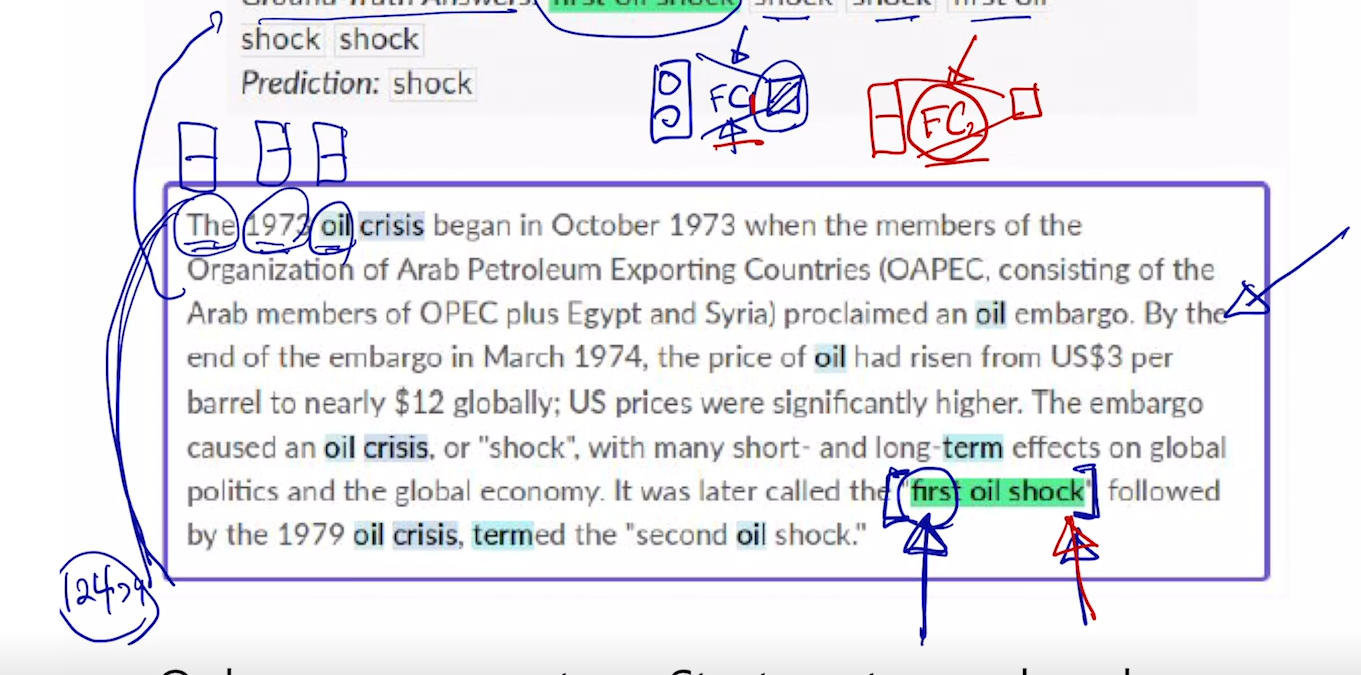 Ground Truth Answers: first oil shock shock shock first oil
shock shock
Prediction: shock
FC
FC2
The 1973 oil crisis began in October 1973 when the members of the
Organization of Arab Petroleum Exporting Countries (OAPEC, consisting of the
Arab members of OPEC plus Egypt and Syria) proclaimed an oil embargo. By the
end of the embargo in March 1974, the price of oil had risen from US$3 per
barrel to nearly $12 globally; US prices were significantly higher. The embargo
caused an oil crisis, or "shock", with many short- and long-term effects on global
politics and the global economy. It was later called the "first oil shock", followed
by the 1979 oil crisis, termed the "second oil shock."